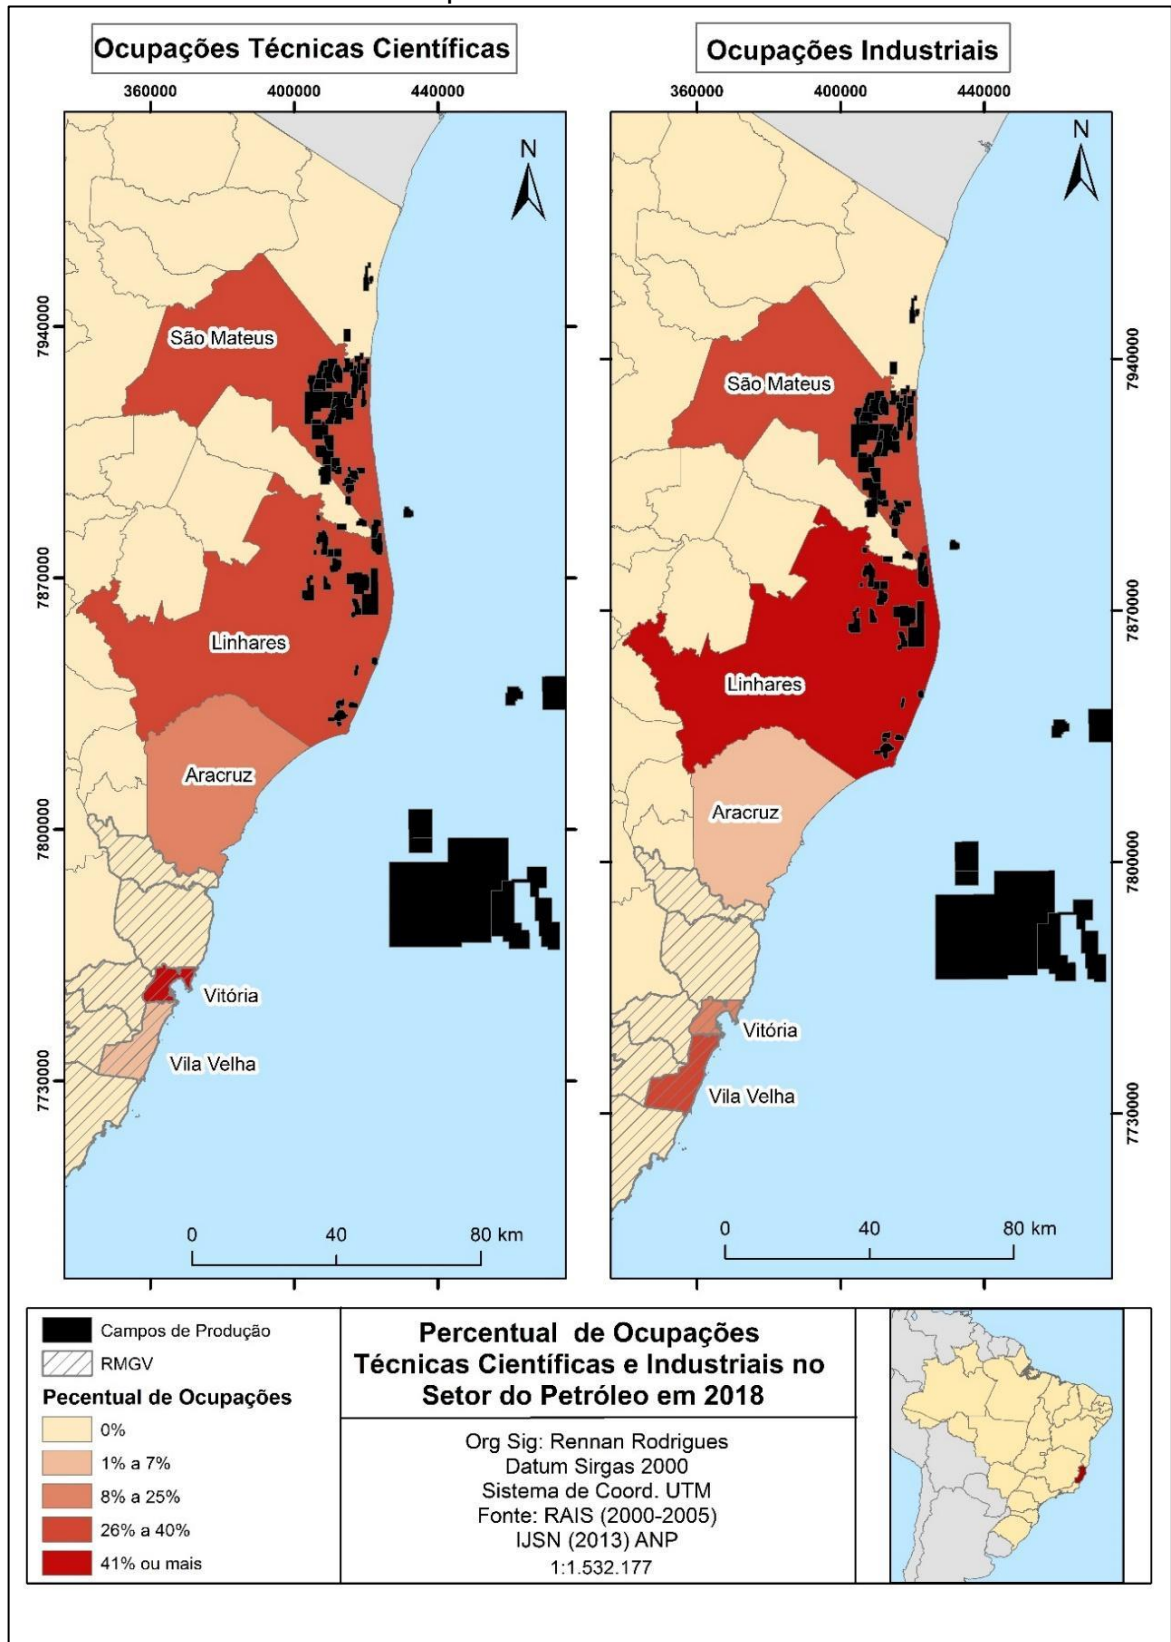 Ocupações Técnicas Científicas
360000 400000 440000
N
7940000
7870000
7800000
7730000
São Mateus
Linhares
Aracruz
Vitória
Vila Velha
0 40 80 km
Ocupações Industriais
360000 400000 440000
N
7940000
7870000
7800000
7730000
São Mateus
Linhares
Aracruz
Vitória
Vila Velha
0 40 80 km
Campos de Produção
RMGV
Pecentual de Ocupações
0%
1% a 7%
8% a 25%
26% a 40%
41% ou mais
Percentual de Ocupações
Técnicas Científicas e Industriais no
Setor do Petróleo em 2018
Org Sig: Rennan Rodrigues
Datum Sirgas 2000
Sistema de Coord. UTM
Fonte: RAIS (2000-2005)
IJSN (2013) ANP
1:1.532.177